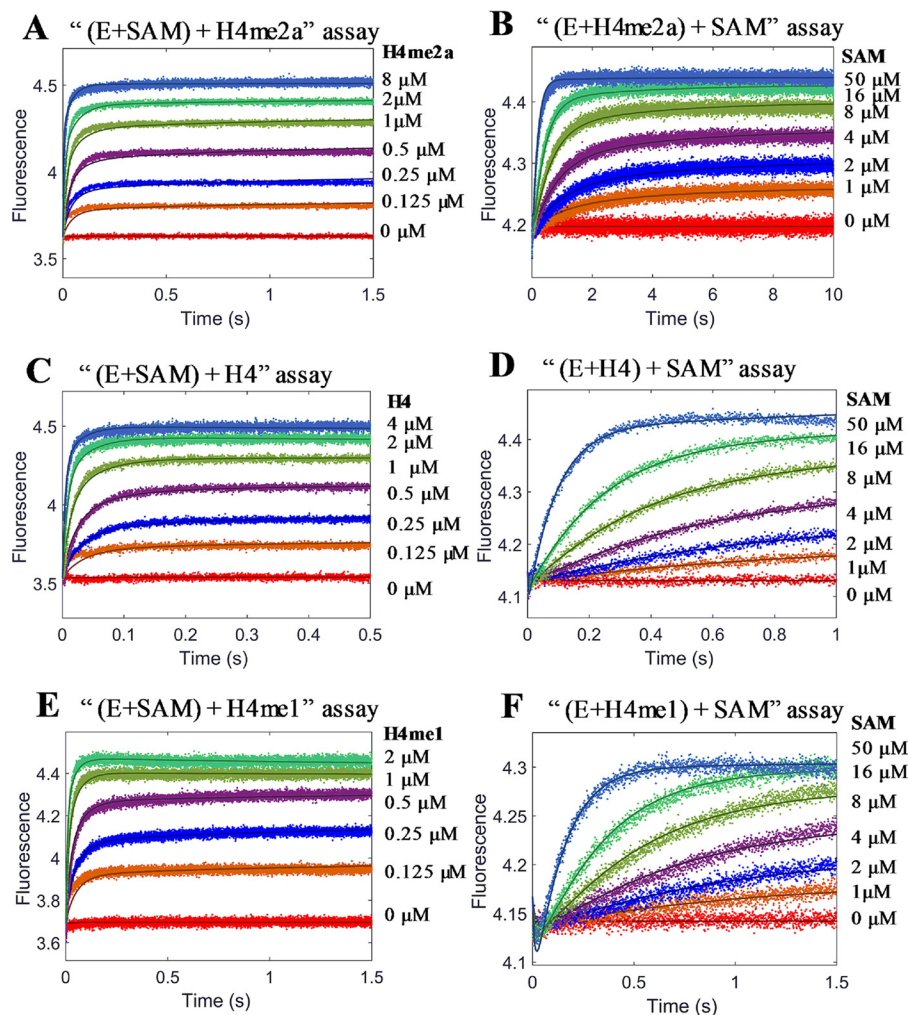 A “ (E+SAM) + H4me2a” assay
H4me2a
8 µM
2µM
1µM
0.5 µM
0.25 µM
0.125 µM
0 µM
Fluorescence
4.5
4
3.5
0 0.5 1 1.5
Time (s)
B “(E+H4me2a) + SAM” assay
SAM
50 µM
16 µM
8 µM
4 µM
2 µM
1 µM
0 µM
Fluorescence
4.4
4.3
4.2
0 2 4 6 8 10
Time (s)
C “ (E+SAM) + H4” assay
H4
4 µM
2 µM
1 µM
0.5 µM
0.25 µM
0.125 µM
0 µM
Fluorescence
4.5
4
3.5
0 0.1 0.2 0.3 0.4 0.5
Time (s)
D “ (E+H4) + SAM” assay
SAM
50 µM
16 µM
8 µM
4 µM
2 µM
1µM
0 µM
Fluorescence
4.4
4.3
4.2
4.1
0 0.2 0.4 0.6 0.8 1
Time (s)
E “ (E+SAM) + H4me1” assay
H4me1
2 µM
1 µM
0.5 µM
0.25 µM
0.125 µM
0 µM
Fluorescence
4.4
4.2
4
3.8
3.6
0 0.5 1 1.5
Time (s)
F “ (E+H4me1) + SAM” assay
SAM
50 µM
16 µM
8 µM
4 µM
2 µM
1µM
0 µM
Fluorescence
4.3
4.2
4.1
0 0.5 1 1.5
Time (s)